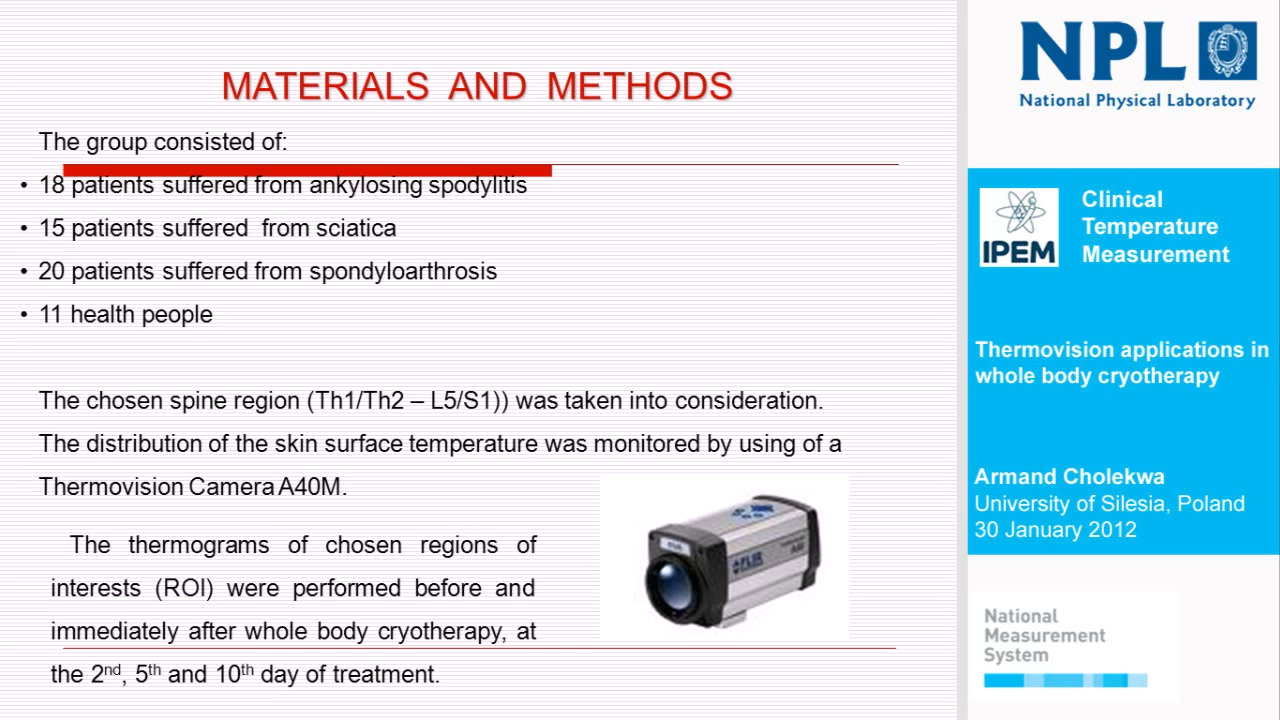 MATERIALS AND METHODS
The group consisted of:
• 18 patients suffered from ankylosing spodylitis
• 15 patients suffered from sciatica
• 20 patients suffered from spondyloarthrosis
• 11 health people
The chosen spine region (Th1/Th2 – L5/S1)) was taken into consideration.
The distribution of the skin surface temperature was monitored by using of a
Thermovision Camera A40M.
The thermograms of chosen regions of
interests (ROI) were performed before and
immediately after whole body cryotherapy, at
the 2nd, 5th and 10th day of treatment.
FLIR
NPL
National Physical Laboratory
IPEM
Clinical
Temperature
Measurement
Thermovision applications in
whole body cryotherapy
Armand Cholekwa
University of Silesia, Poland
30 January 2012
National
Measurement
System